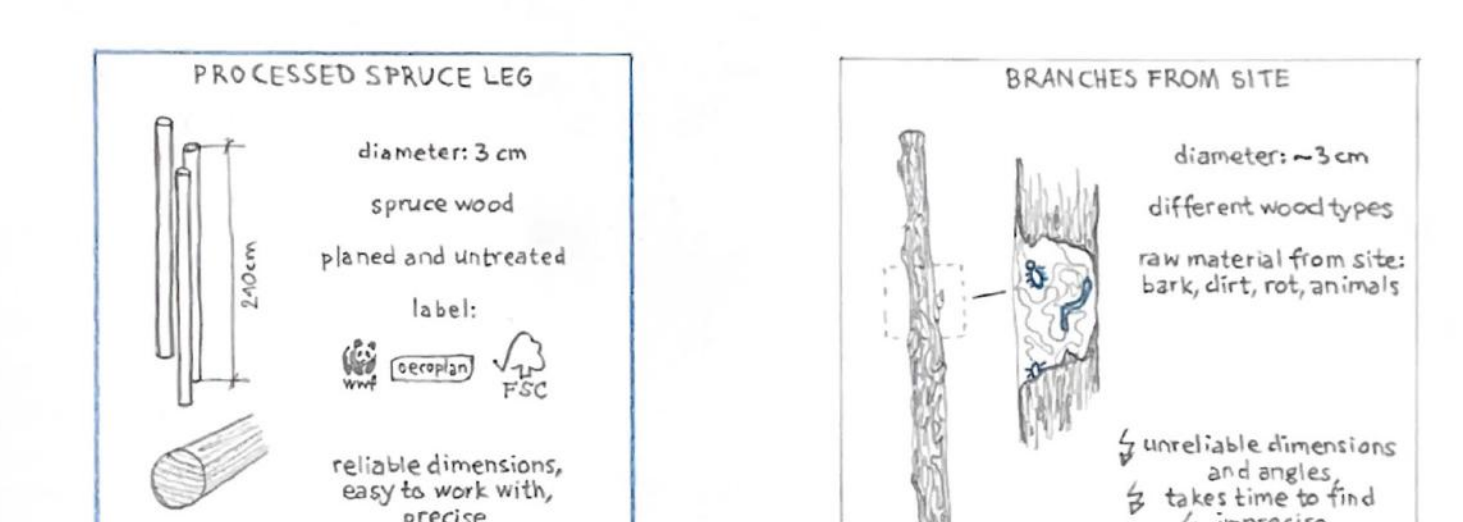 PROCESSED SPRUCE LEG
diameter: 3 cm
spruce wood
planed and untreated
label:
wwf
oecoplan
FSC
240cm
reliable dimensions,
easy to work with,
precise
BRANCHES FROM SITE
diameter: ~3 cm
different wood types
raw material from site:
bark, dirt, rot, animals
unreliable dimensions
and angles,
takes time to find
imprecise